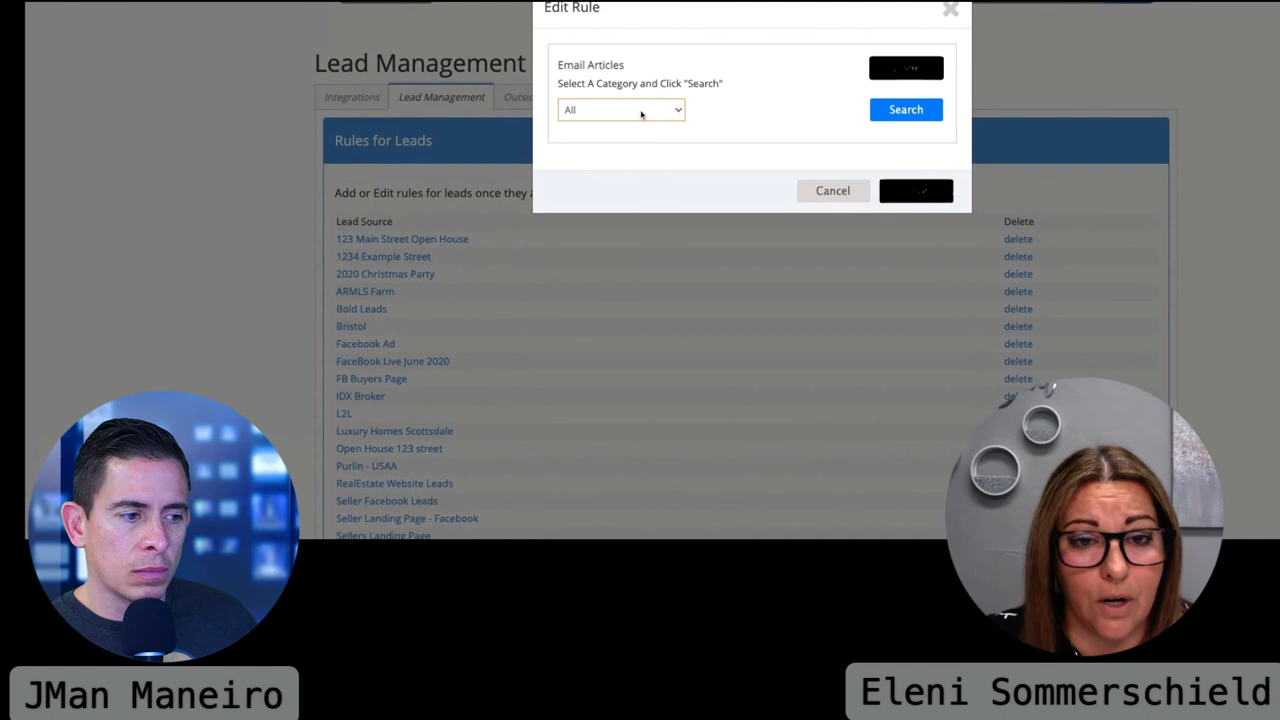 Edit Rule
Email Articles
Select A Category and Click "Search"
All
Search
Cancel
Lead Management
Integrations
Lead Management
Rules for Leads
Add or Edit rules for leads once they
Lead Source
Delete
123 Main Street Open House
delete
1234 Example Street
delete
2020 Christmas Party
delete
ARMLS Farm
delete
Bold Leads
delete
Bristol
delete
Facebook Ad
delete
FaceBook Live June 2020
delete
FB Buyers Page
delete
IDX Broker
L2L
Luxury Homes Scottsdale
Open House 123 street
Purlin - USAA
RealEstate Website Leads
Seller Facebook Leads
Seller Landing Page - Facebook
Sellers Landing Page
JMan Maneiro
Eleni Sommerschield